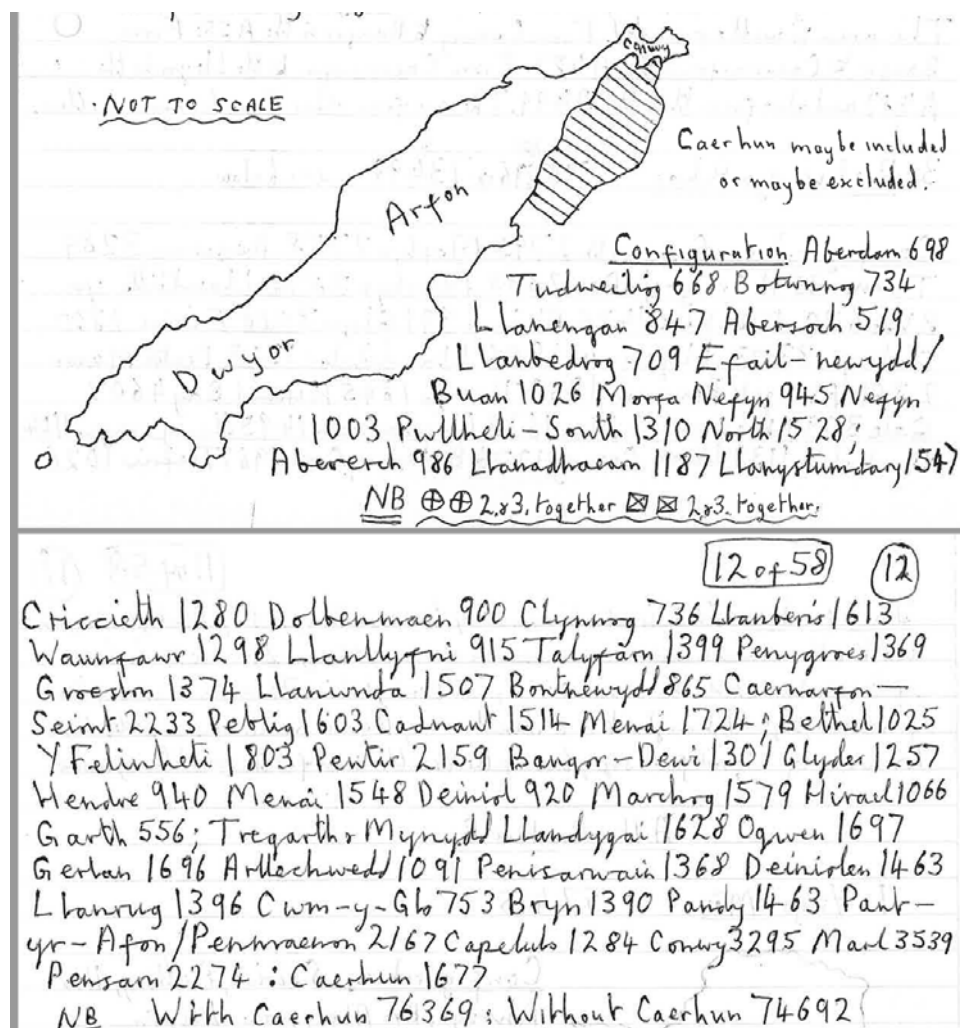 Conwy
NOT TO SCALE
Caerhun may be included
or maybe excluded.
Arfon
Dwyfor
Configuration Aberdam 698
Tudweiliog 668 Botwnnog 734
Llanengan 847 Abersoch 519
Llanbedrog 709 Efail-newydd/
Buan 1026 Morfa Nefyn 945 Nefyn
1003 Pwllheli-South 1310 North 1528;
Abererch 986 Llanaelhaearn 1187 Llanystumdwy 1547
NB ⊕⊕ 2,&3, together ⊠ ⊠ 2&3, together,
12 of 58 12
Criccieth 1280 Dolbenmaen 900 Clynnog 736 Llanberis 1613
Waunfawr 1298 Llanllyfni 915 Talysarn 1399 Penygroes 1369
Groeslon 1374 Llanwnda 1507 Bontnewydd 865 Caernarfon-
Seiont 2233 Peblig 1603 Cadnant 1514 Menai 1724; Bethel 1025
Y Felinheli 1803 Pentir 2159 Bangor-Dewi 1301 Glyder 1257
Hendre 940 Menai 1548 Deiniol 920 Marchog 1579 Hirael 1066
Garth 556; Tregarth & Mynydd Llandygai 1628 Ogwen 1697
Gerlan 1696 Arllechwedd 1091 Penisarwain 1368 Deiniolen 1463
Llanrug 1396 Cwm-y-Glo 753 Bryn 1390 Pandy 1463 Pant-
yr-Afon/Penmaenon 2167 Capelulo 1284 Conwy 3295 Marl 3539
Pensarn 2274: Caerhun 1677
NB With Caerhun 76369; Without Caerhun 74692